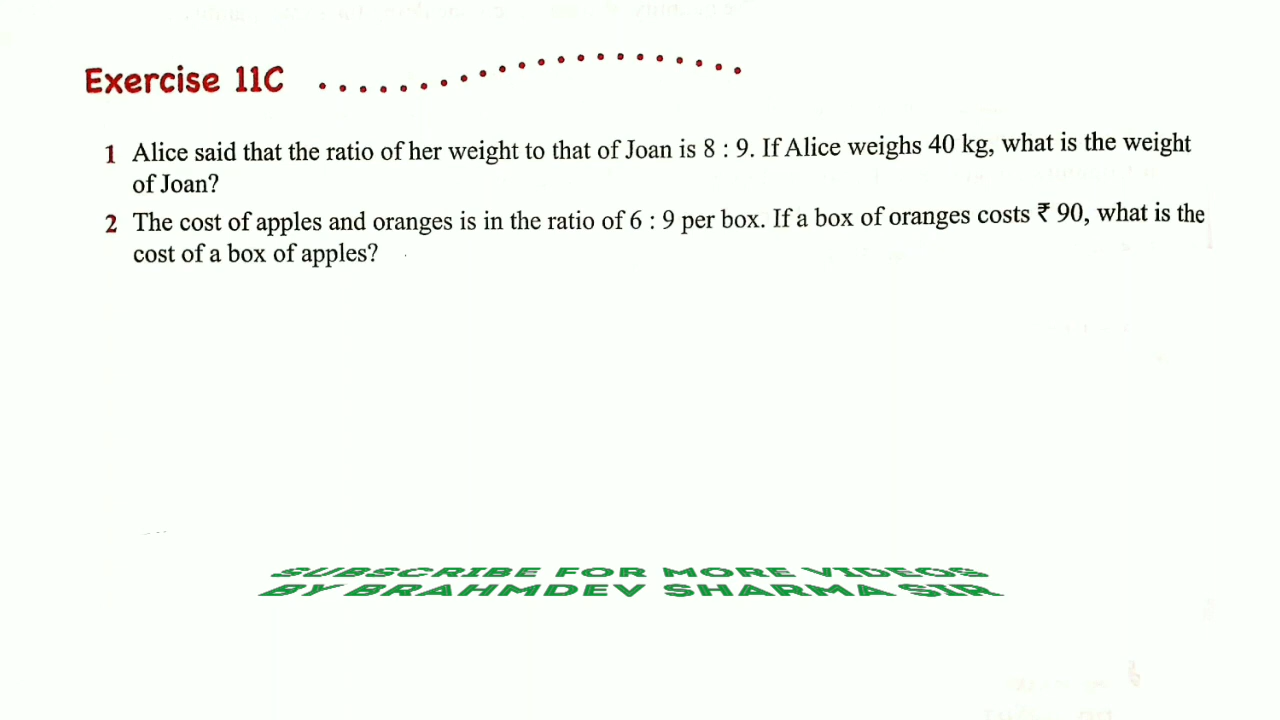 Exercise 11C
1 Alice said that the ratio of her weight to that of Joan is 8 : 9. If Alice weighs 40 kg, what is the weight
of Joan?
2 The cost of apples and oranges is in the ratio of 6 : 9 per box. If a box of oranges costs ₹ 90, what is the
cost of a box of apples?
SUBSCRIBE FOR MORE VIDEOS
BY BRAHMDEV SHARMA SIR